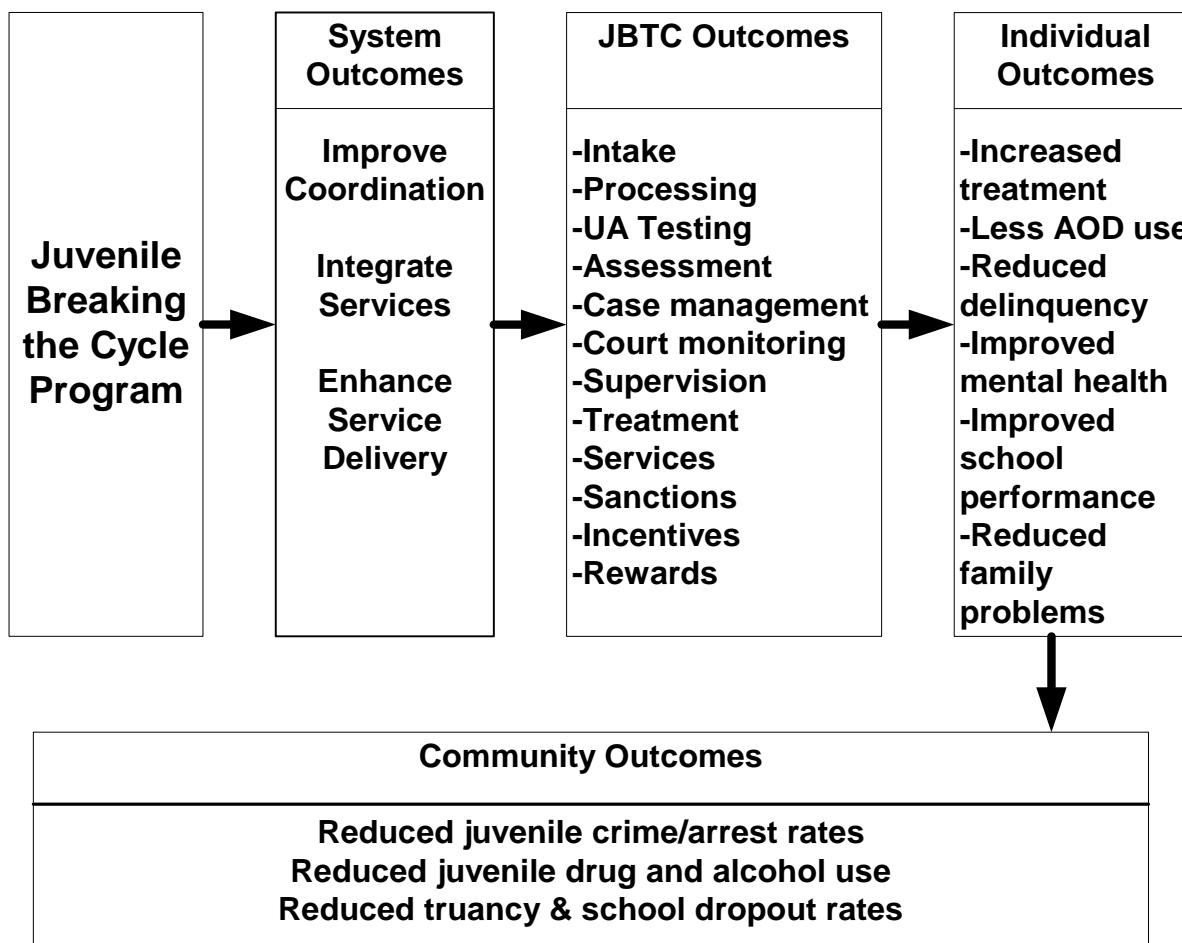 Juvenile
Breaking
the Cycle
Program
System
Outcomes
Improve
Coordination
Integrate
Services
Enhance
Service
Delivery
JBTC Outcomes
-Intake
-Processing
-UA Testing
-Assessment
-Case management
-Court monitoring
-Supervision
-Treatment
-Services
-Sanctions
-Incentives
-Rewards
Individual
Outcomes
-Increased
treatment
-Less AOD use
-Reduced
delinquency
-Improved
mental health
-Improved
school
performance
-Reduced
family
problems
Community Outcomes
Reduced juvenile crime/arrest rates
Reduced juvenile drug and alcohol use
Reduced truancy & school dropout rates